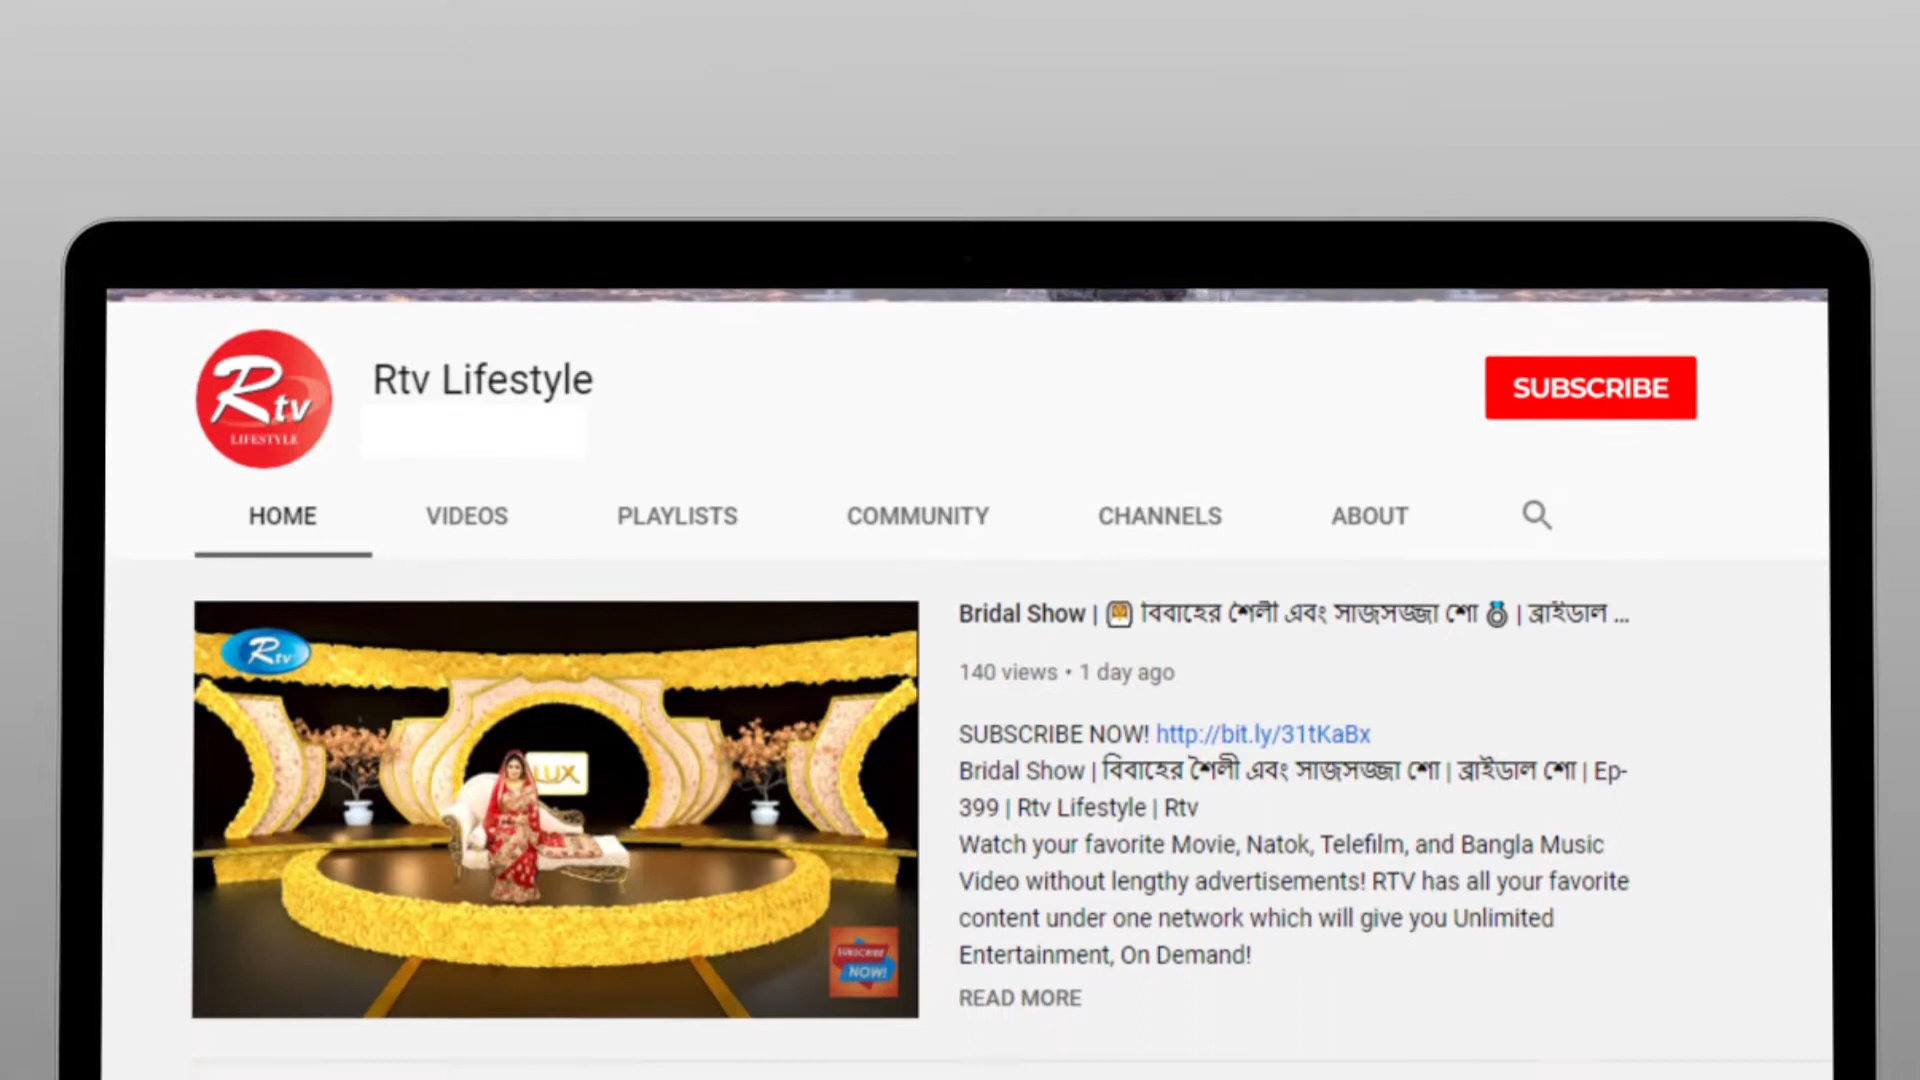 Rtv
LIFESTYLE
Rtv Lifestyle
SUBSCRIBE
HOME
VIDEOS
PLAYLISTS
COMMUNITY
CHANNELS
ABOUT
Rtv
LUX
SUBSCRIBE
NOW!
Bridal Show | বিবাহের শৈলী এবং সাজসজ্জা শো | ব্রাইডাল ...
140 views • 1 day ago
SUBSCRIBE NOW! http://bit.ly/31tKaBx
Bridal Show | বিবাহের শৈলী এবং সাজসজ্জা শো | ব্রাইডাল শো | Ep-
399 | Rtv Lifestyle | Rtv
Watch your favorite Movie, Natok, Telefilm, and Bangla Music
Video without lengthy advertisements! RTV has all your favorite
content under one network which will give you Unlimited
Entertainment, On Demand!
READ MORE